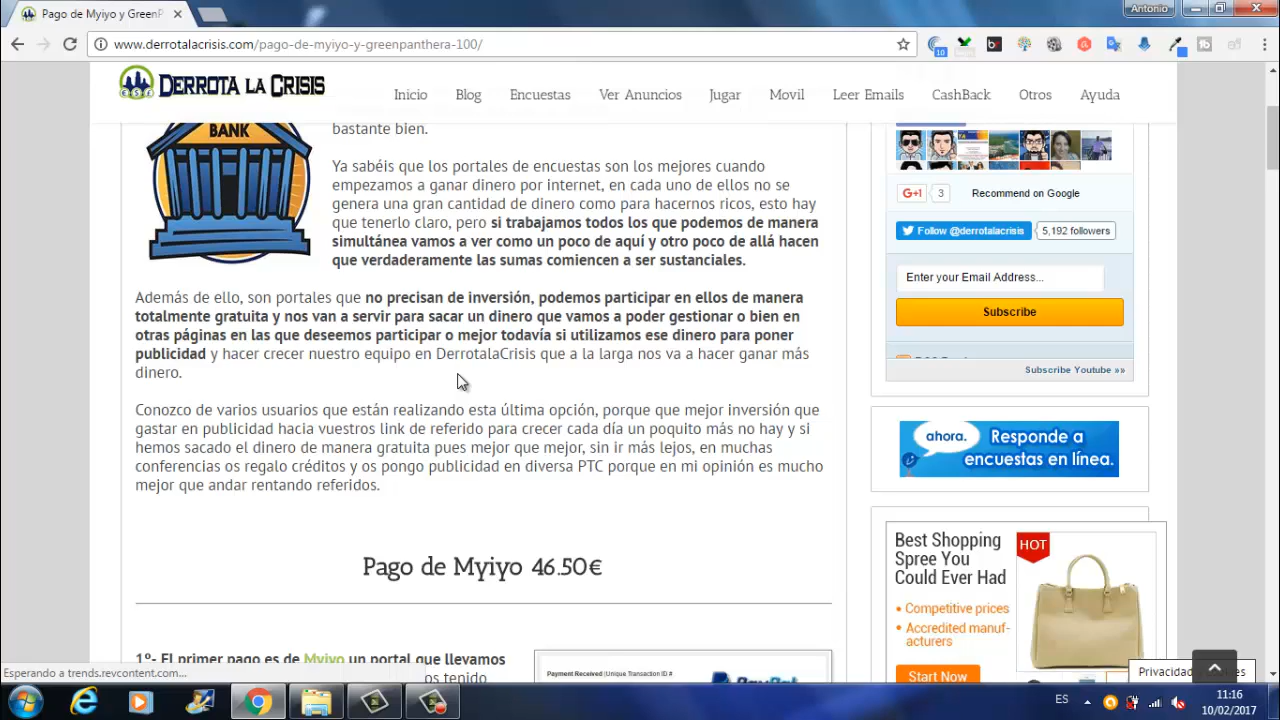 Pago de Myiyo y GreenP
Antonio
www.derrotalacrisis.com/pago-de-myiyo-y-greenpanthera-100/
10
DERROTA LA CRISIS
Inicio
Blog
Encuestas
Ver Anuncios
Jugar
Movil
Leer Emails
CashBack
Otros
Ayuda
BANK
bastante bien.
Ya sabéis que los portales de encuestas son los mejores cuando
empezamos a ganar dinero por internet, en cada uno de ellos no se
genera una gran cantidad de dinero como para hacernos ricos, esto hay
que tenerlo claro, pero si trabajamos todos los que podemos de manera
simultánea vamos a ver como un poco de aquí y otro poco de allá hacen
que verdaderamente las sumas comiencen a ser sustanciales.
Además de ello, son portales que no precisan de inversión, podemos participar en ellos de manera
totalmente gratuita y nos van a servir para sacar un dinero que vamos a poder gestionar o bien en
otras páginas en las que deseemos participar o mejor todavía si utilizamos ese dinero para poner
publicidad y hacer crecer nuestro equipo en DerrotalaCrisis que a la larga nos va a hacer ganar más
dinero.
Conozco de varios usuarios que están realizando esta última opción, porque que mejor inversión que
gastar en publicidad hacia vuestros link de referido para crecer cada día un poquito más no hay y si
hemos sacado el dinero de manera gratuita pues mejor que mejor, sin ir más lejos, en muchas
conferencias os regalo créditos y os pongo publicidad en diversa PTC porque en mi opinión es mucho
mejor que andar rentando referidos.
Pago de Myiyo 46.50€
1º- El primer pago es de Myiyo un portal que llevamos
os tenido
Payment Received (Unique Transaction ID #
PayPal
G+1
3
Recommend on Google
Follow @derrotalacrisis
5,192 followers
Enter your Email Address...
Subscribe
Subscribe Youtube »»
ahora.
Responde a
encuestas en línea.
Best Shopping
Spree You
Could Ever Had
HOT
• Competitive prices
• Accredited manuf-
acturers
Start Now
Privacidad
Esperando a trends.revcontent.com...
ES
11:16
10/02/2017